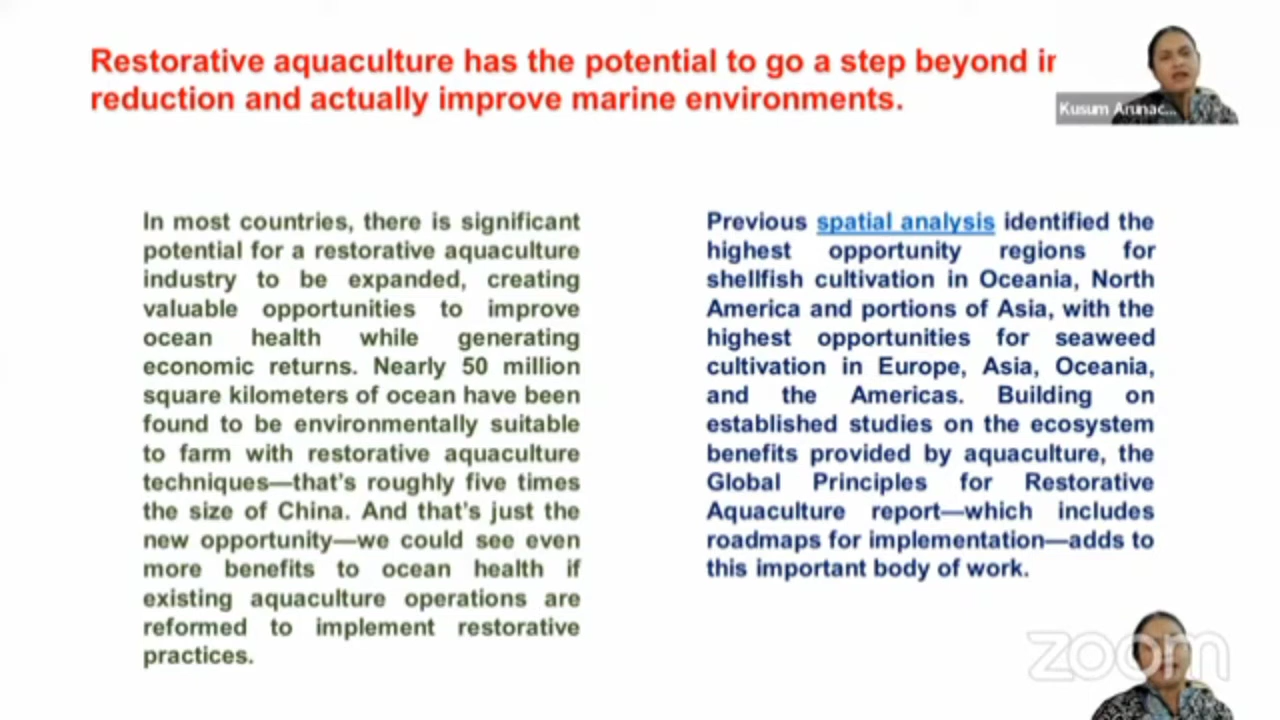 Restorative aquaculture has the potential to go a step beyond
reduction and actually improve marine environments.
Kusum Arunac...
In most countries, there is significant
potential for a restorative aquaculture
industry to be expanded, creating
valuable opportunities to improve
ocean health while generating
economic returns. Nearly 50 million
square kilometers of ocean have been
found to be environmentally suitable
to farm with restorative aquaculture
techniques—that's roughly five times
the size of China. And that's just the
new opportunity—we could see even
more benefits to ocean health if
existing aquaculture operations are
reformed to implement restorative
practices.
Previous spatial analysis identified the
highest opportunity regions for
shellfish cultivation in Oceania, North
America and portions of Asia, with the
highest opportunities for seaweed
cultivation in Europe, Asia, Oceania,
and the Americas. Building on
established studies on the ecosystem
benefits provided by aquaculture, the
Global Principles for Restorative
Aquaculture report—which includes
roadmaps for implementation—adds to
this important body of work.
zoom